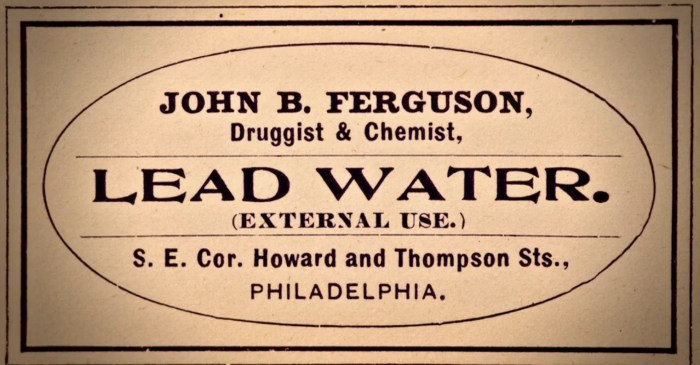 JOHN B. FERGUSON,
Druggist & Chemist,
LEAD WATER.
(EXTERNAL USE.)
S. E. Cor. Howard and Thompson Sts.,
PHILADELPHIA.